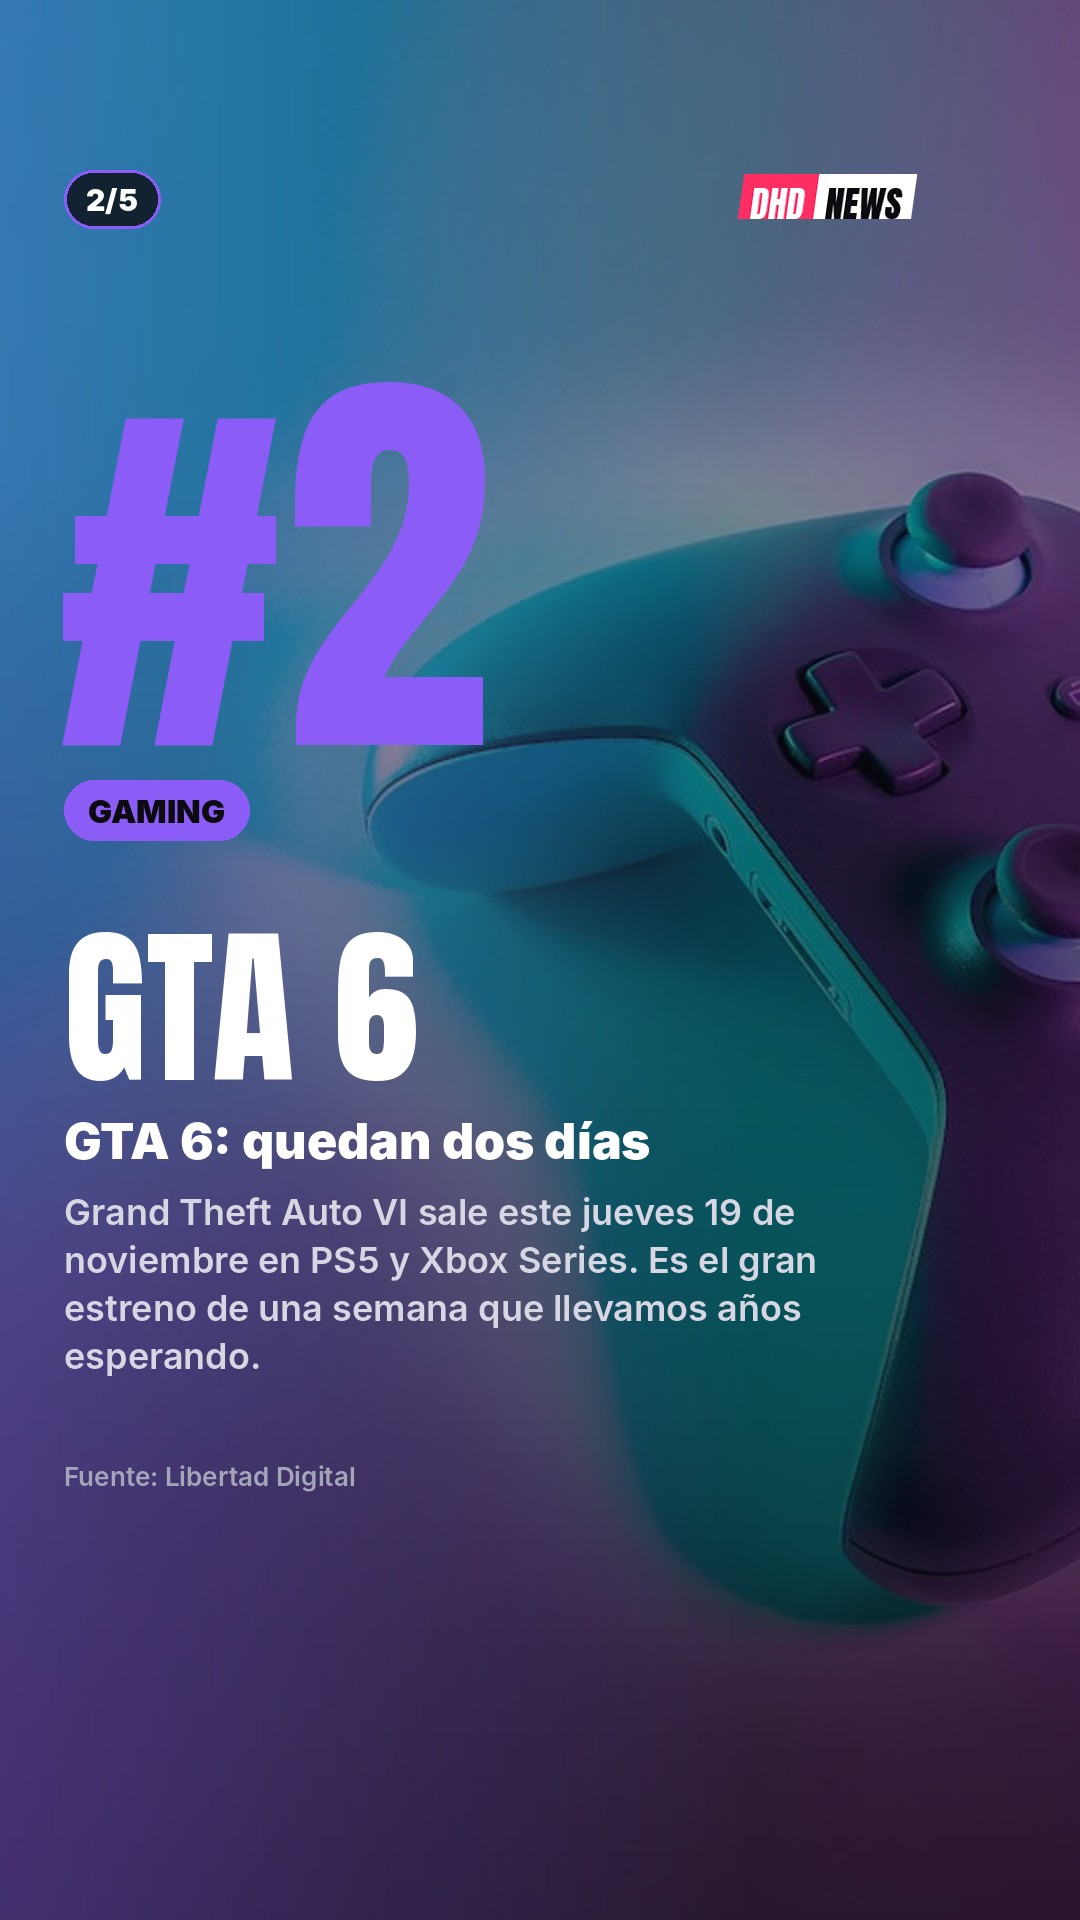 2/5
DHD NEWS
#2
GAMING
GTA 6
GTA 6: quedan dos días
Grand Theft Auto VI sale este jueves 19 de
noviembre en PS5 y Xbox Series. Es el gran
estreno de una semana que llevamos años
esperando.
Fuente: Libertad Digital